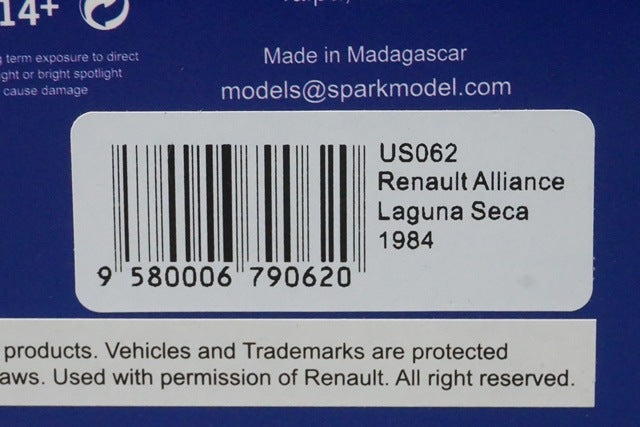 14+
term exposure to direct
or bright spotlight
cause damage
Made in Madagascar
models@sparkmodel.com
US062
Renault Alliance
Laguna Seca
1984
9 580006 790620
products. Vehicles and Trademarks are protected
Used with permission of Renault. All right reserved.